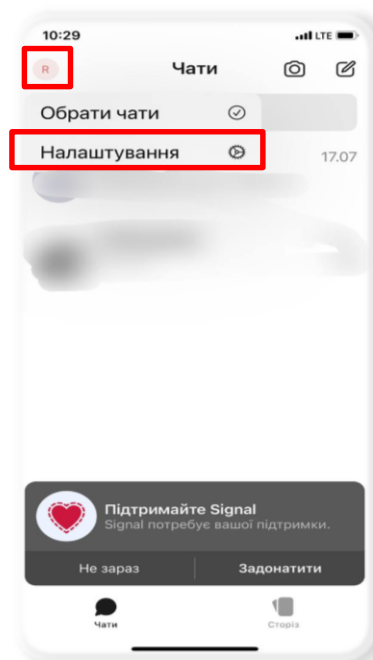 10:29 LTE
R Чати
Обрати чати
Налаштування
17.07
Підтримайте Signal
Signal потребує вашої підтримки.
Не зараз Задонатити
Чати Сторіз